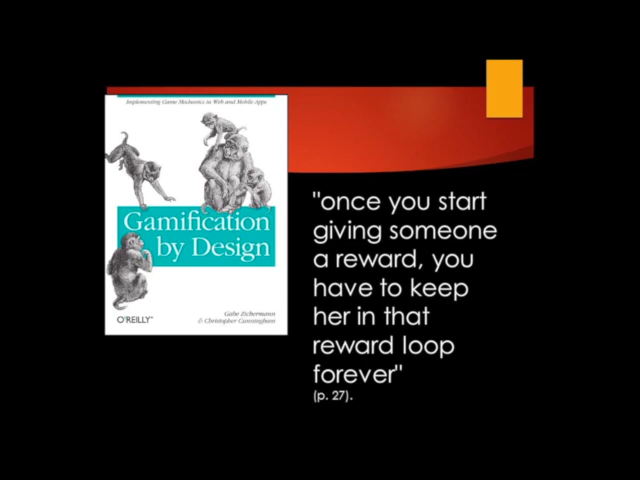 Implementing Game Mechanics in Web and Mobile Apps
Gamification
by Design
O'REILLY
Gabe Zichermann
& Christopher Cunningham
"once you start
giving someone
a reward, you
have to keep
her in that
reward loop
forever"
(p. 27).